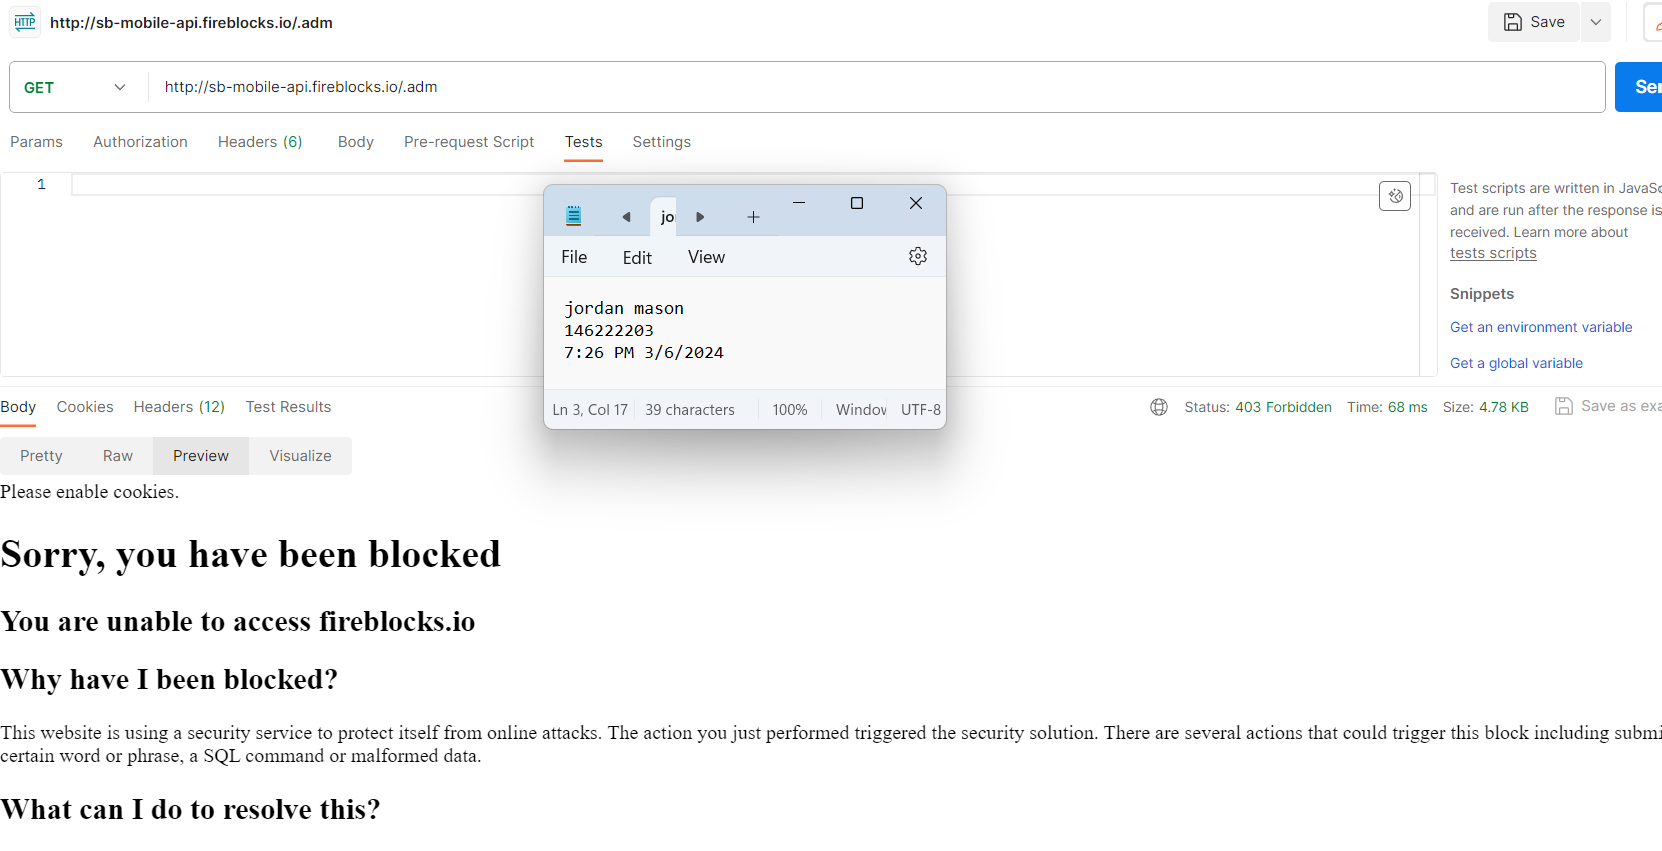 HTTP http://sb-mobile-api.fireblocks.io/.adm
Save
GET http://sb-mobile-api.fireblocks.io/.adm
Params Authorization Headers (6) Body Pre-request Script Tests Settings
1
Test scripts are written in
and are run after the response is
received. Learn more about
tests scripts
Snippets
Get an environment variable
Get a global variable
File Edit View
jordan mason
146222203
7:26 PM 3/6/2024
Ln 3, Col 17 39 characters 100% UTF-8
Body Cookies Headers (12) Test Results
Status: 403 Forbidden Time: 68 ms Size: 4.78 KB Save as
Pretty Raw Preview Visualize
Please enable cookies.
Sorry, you have been blocked
You are unable to access fireblocks.io
Why have I been blocked?
This website is using a security service to protect itself from online attacks. The action you just performed triggered the security solution. There are several actions that could trigger this block including
certain word or phrase, a SQL command or malformed data.
What can I do to resolve this?